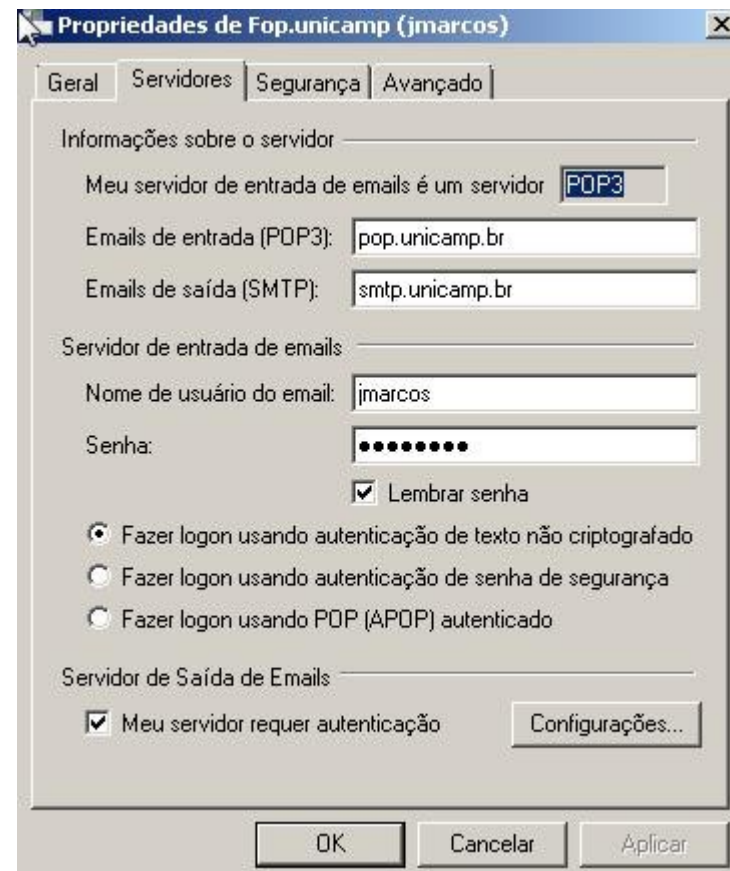 Propriedades de Fop.unicamp (jmarcos)
Geral Servidores Segurança Avançado
Informações sobre o servidor
Meu servidor de entrada de emails é um servidor POP3
Emails de entrada (POP3): pop.unicamp.br
Emails de saída (SMTP): smtp.unicamp.br
Servidor de entrada de emails
Nome de usuário do email: jmarcos
Senha: ●●●●●●●●
Lembrar senha
Fazer logon usando autenticação de texto não criptografado
Fazer logon usando autenticação de senha de segurança
Fazer logon usando POP (APOP) autenticado
Servidor de Saída de Emails
Meu servidor requer autenticação Configurações...
OK Cancelar Aplicar